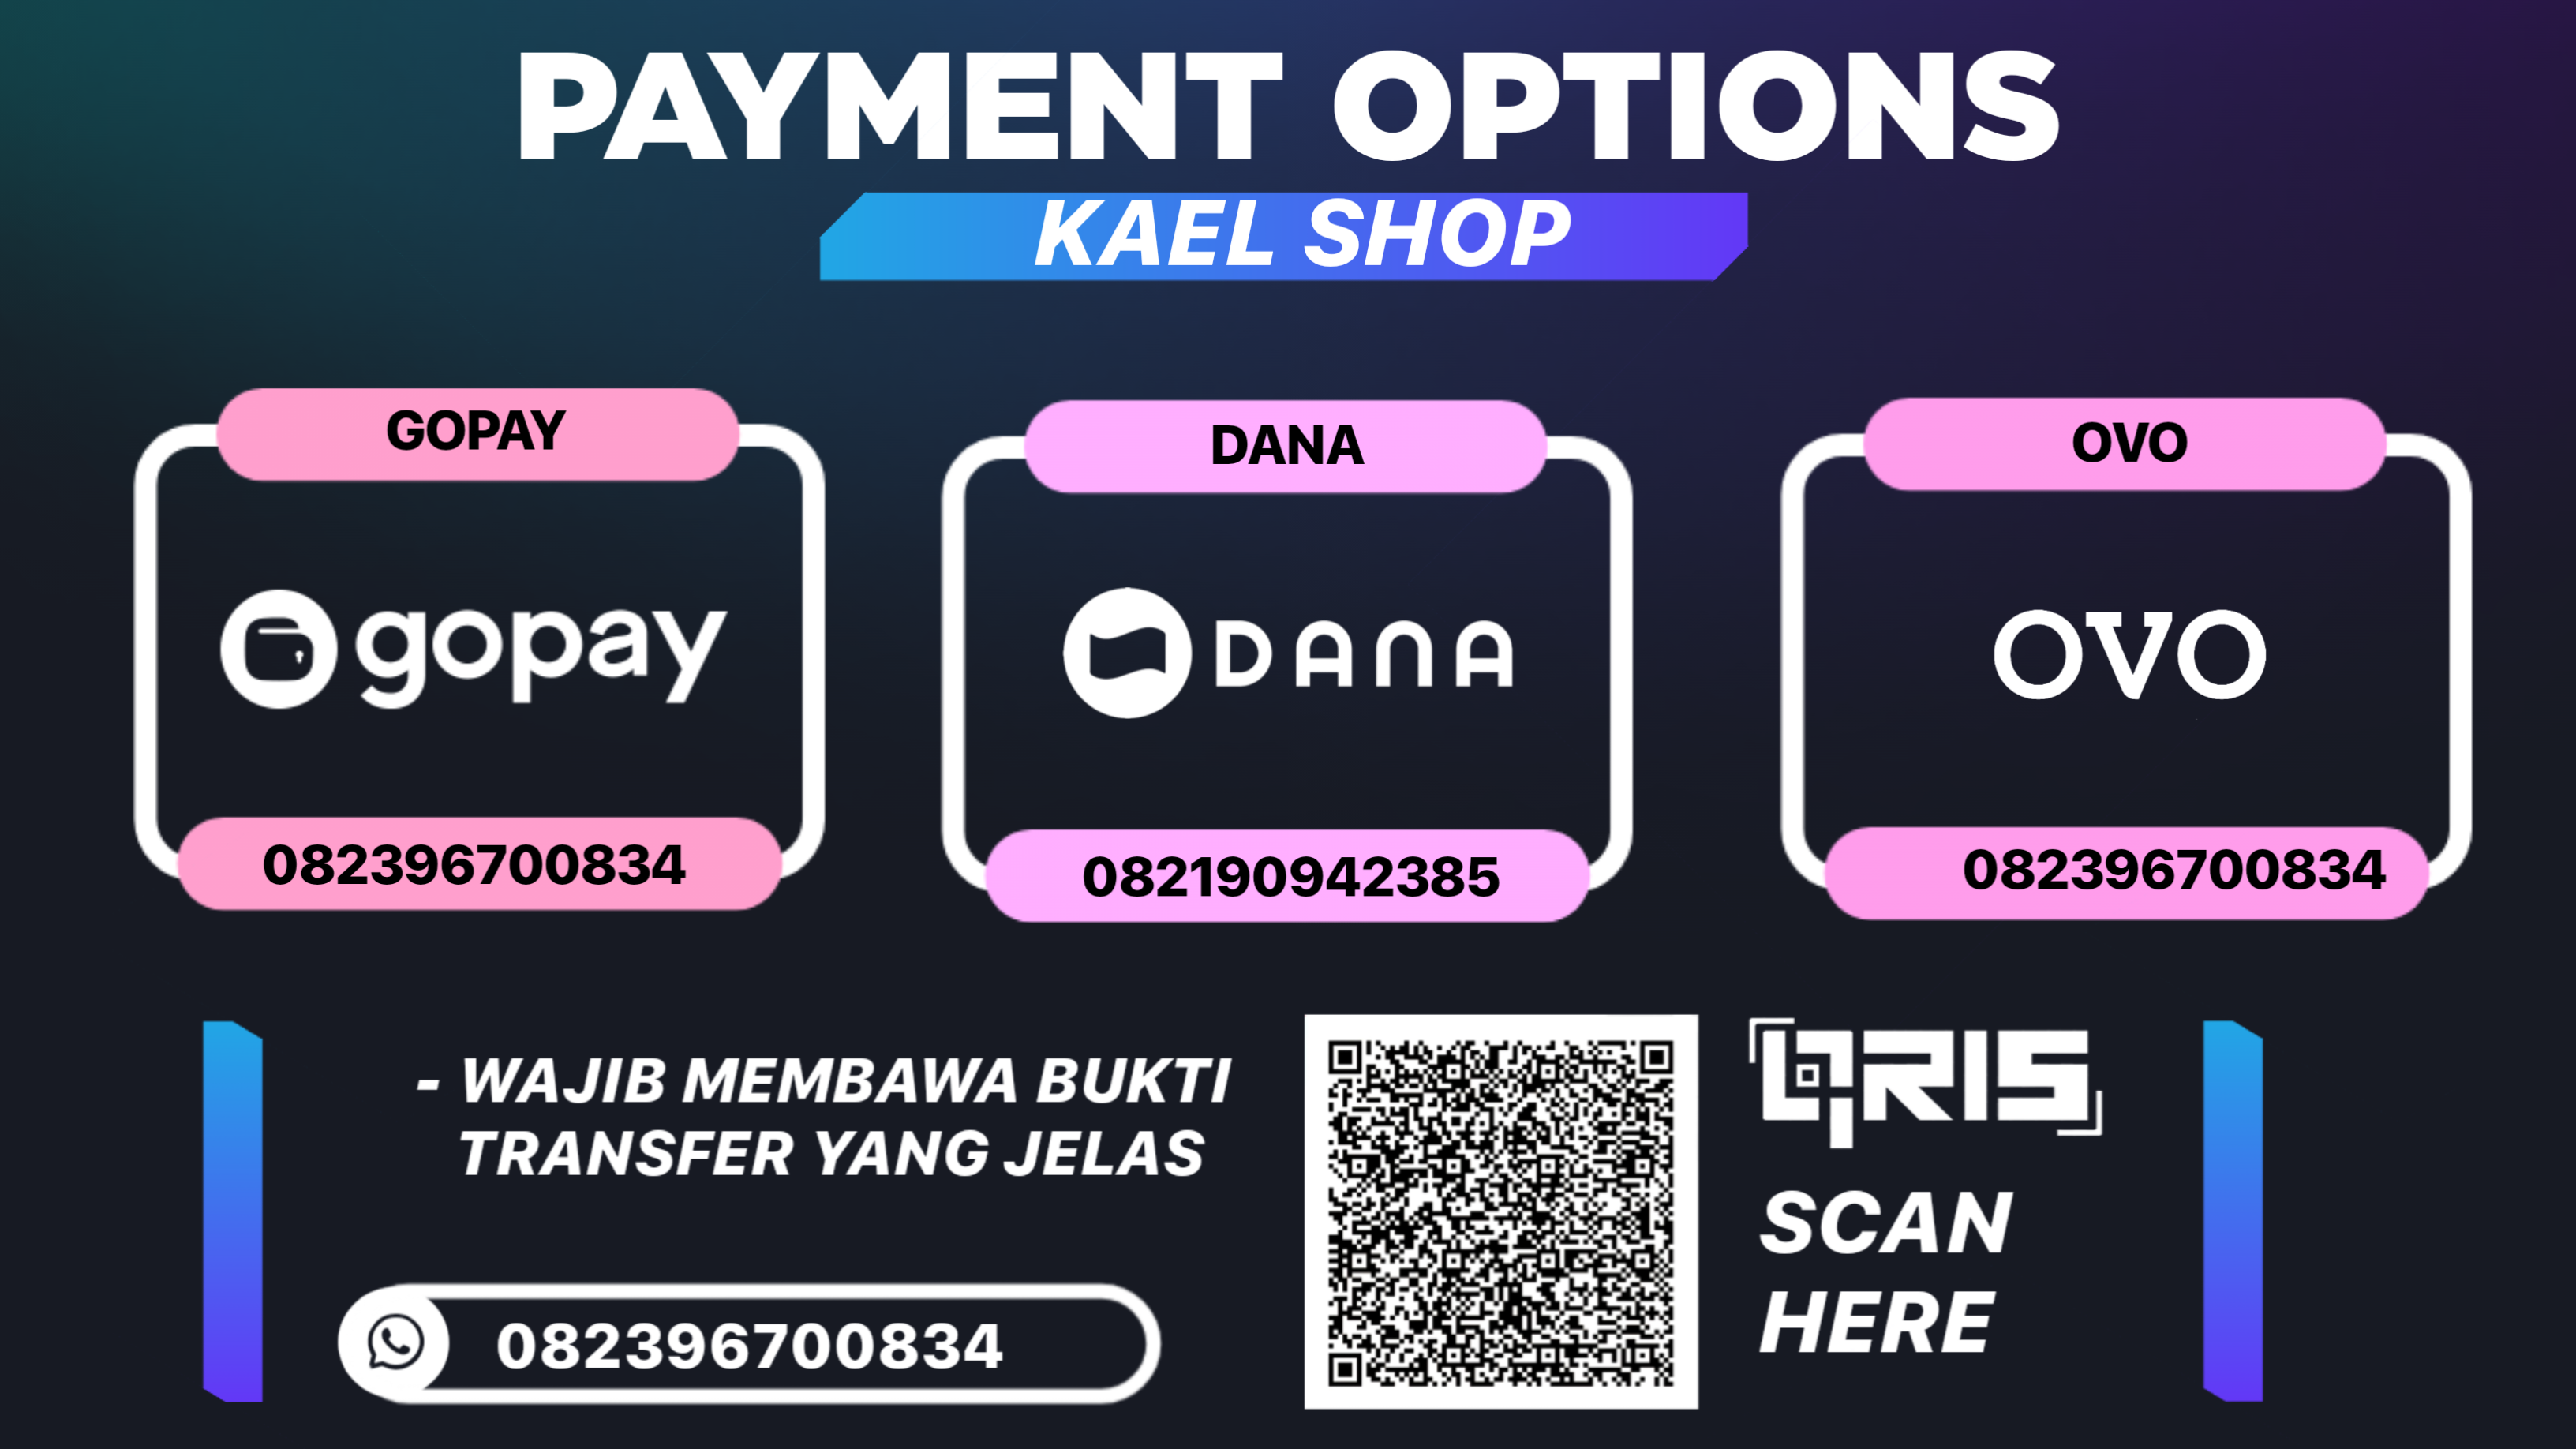 PAYMENT OPTIONS
KAEL SHOP
GOPAY
gopay
082396700834
DANA
DANA
082190942385
OVO
OVO
082396700834
- WAJIB MEMBAWA BUKTI
TRANSFER YANG JELAS
082396700834
QRIS
SCAN
HERE